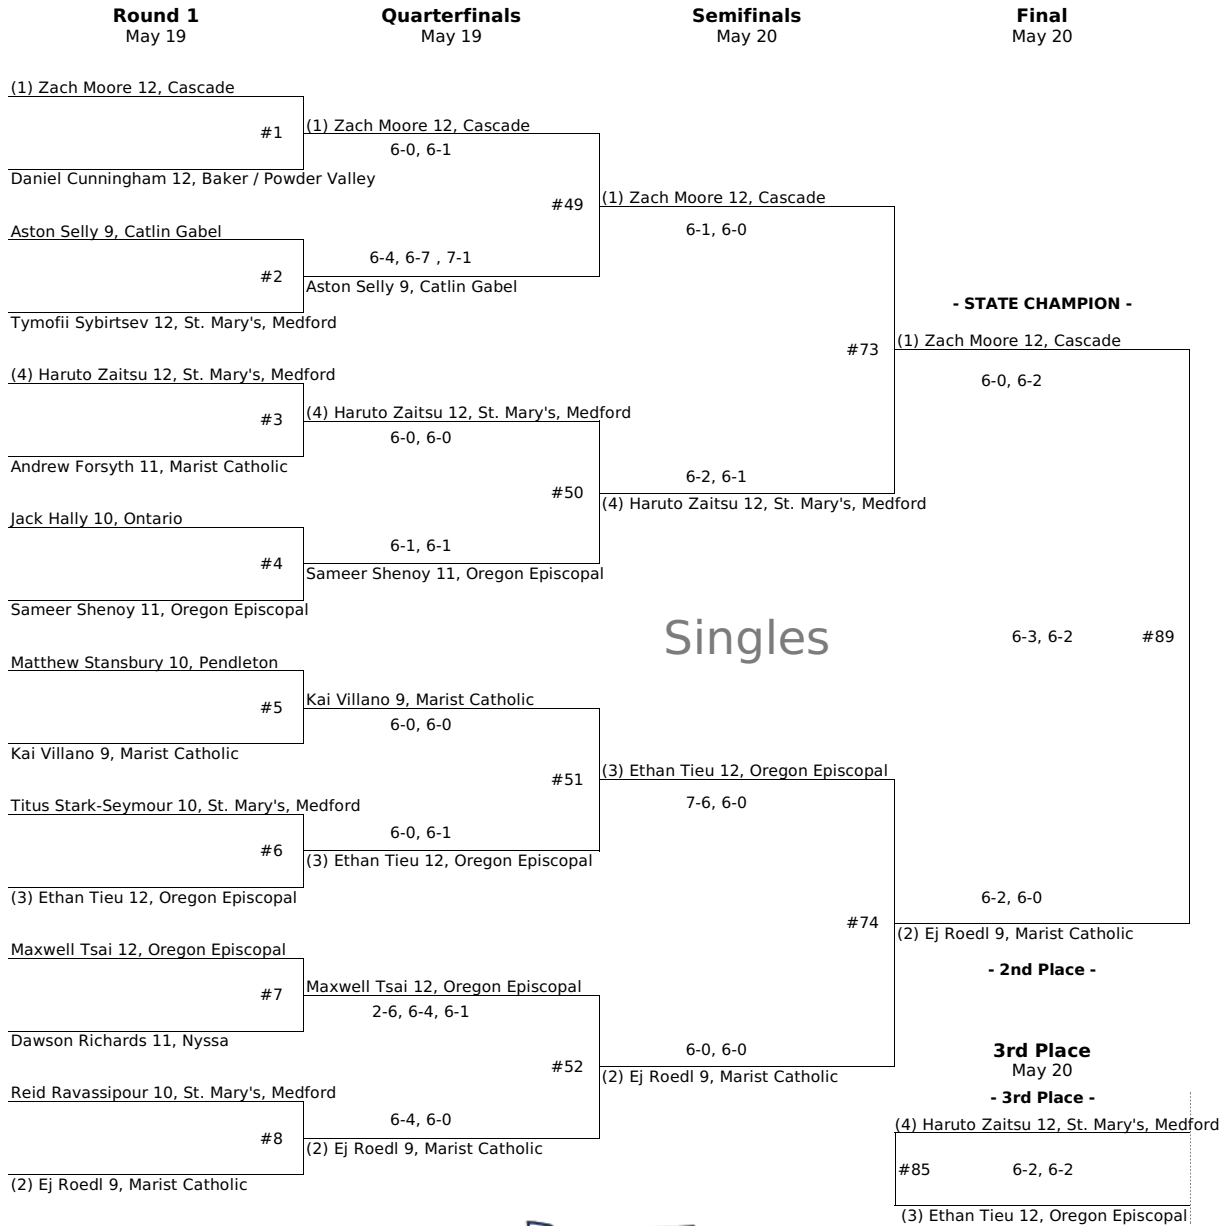 Round 1
May 19
Quarterfinals
May 19
Semifinals
May 20
Final
May 20
(1) Zach Moore 12, Cascade
#1
Daniel Cunningham 12, Baker / Powder Valley
Aston Selly 9, Catlin Gabel
#2
Tymofii Sybirtsev 12, St. Mary's, Medford
(4) Haruto Zaitsu 12, St. Mary's, Medford
#3
Andrew Forsyth 11, Marist Catholic
Jack Hally 10, Ontario
#4
Sameer Shenoy 11, Oregon Episcopal
Matthew Stansbury 10, Pendleton
#5
Kai Villano 9, Marist Catholic
Titus Stark-Seymour 10, St. Mary's, Medford
#6
(3) Ethan Tieu 12, Oregon Episcopal
Maxwell Tsai 12, Oregon Episcopal
#7
Dawson Richards 11, Nyssa
Reid Ravassipour 10, St. Mary's, Medford
#8
(2) Ej Roedl 9, Marist Catholic
(1) Zach Moore 12, Cascade
6-0, 6-1
#49
6-4, 6-7 , 7-1
Aston Selly 9, Catlin Gabel
(4) Haruto Zaitsu 12, St. Mary's, Medford
6-0, 6-0
#50
6-1, 6-1
Sameer Shenoy 11, Oregon Episcopal
Kai Villano 9, Marist Catholic
6-0, 6-0
#51
6-0, 6-1
(3) Ethan Tieu 12, Oregon Episcopal
Maxwell Tsai 12, Oregon Episcopal
2-6, 6-4, 6-1
#52
6-4, 6-0
(2) Ej Roedl 9, Marist Catholic
(1) Zach Moore 12, Cascade
6-1, 6-0
#73
6-2, 6-1
(4) Haruto Zaitsu 12, St. Mary's, Medford
Singles
(3) Ethan Tieu 12, Oregon Episcopal
7-6, 6-0
#74
6-0, 6-0
(2) Ej Roedl 9, Marist Catholic
- STATE CHAMPION -
(1) Zach Moore 12, Cascade
6-0, 6-2
6-3, 6-2
#89
6-2, 6-0
(2) Ej Roedl 9, Marist Catholic
- 2nd Place -
3rd Place
May 20
- 3rd Place -
(4) Haruto Zaitsu 12, St. Mary's, Medford
#85
6-2, 6-2
(3) Ethan Tieu 12, Oregon Episcopal